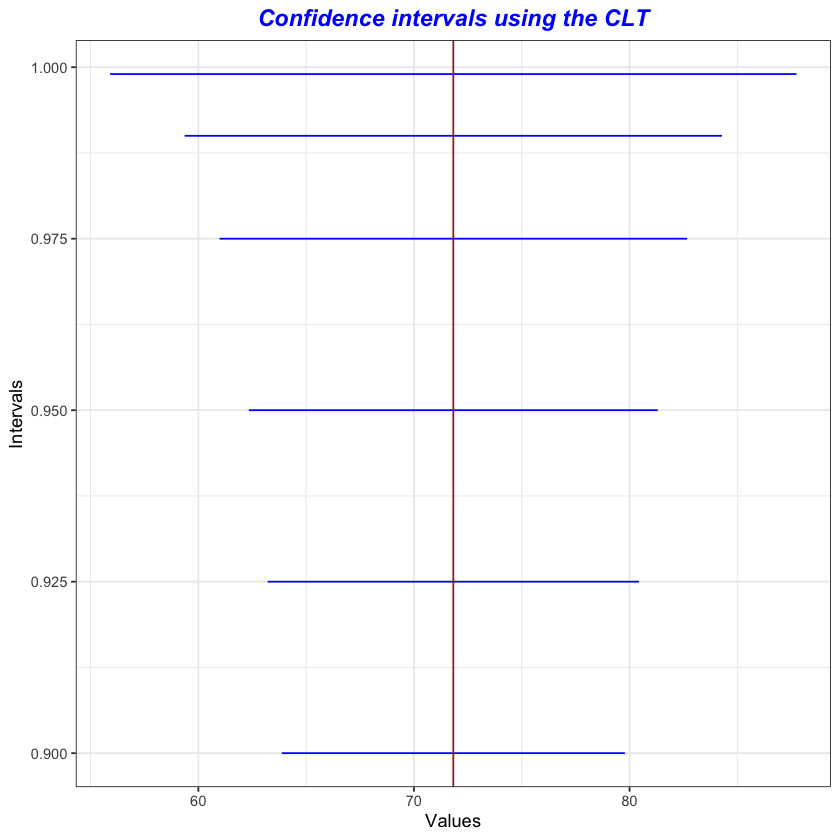 Confidence intervals using the CLT
1.000
0.975
0.950
0.925
0.900
Intervals
60 70 80
Values